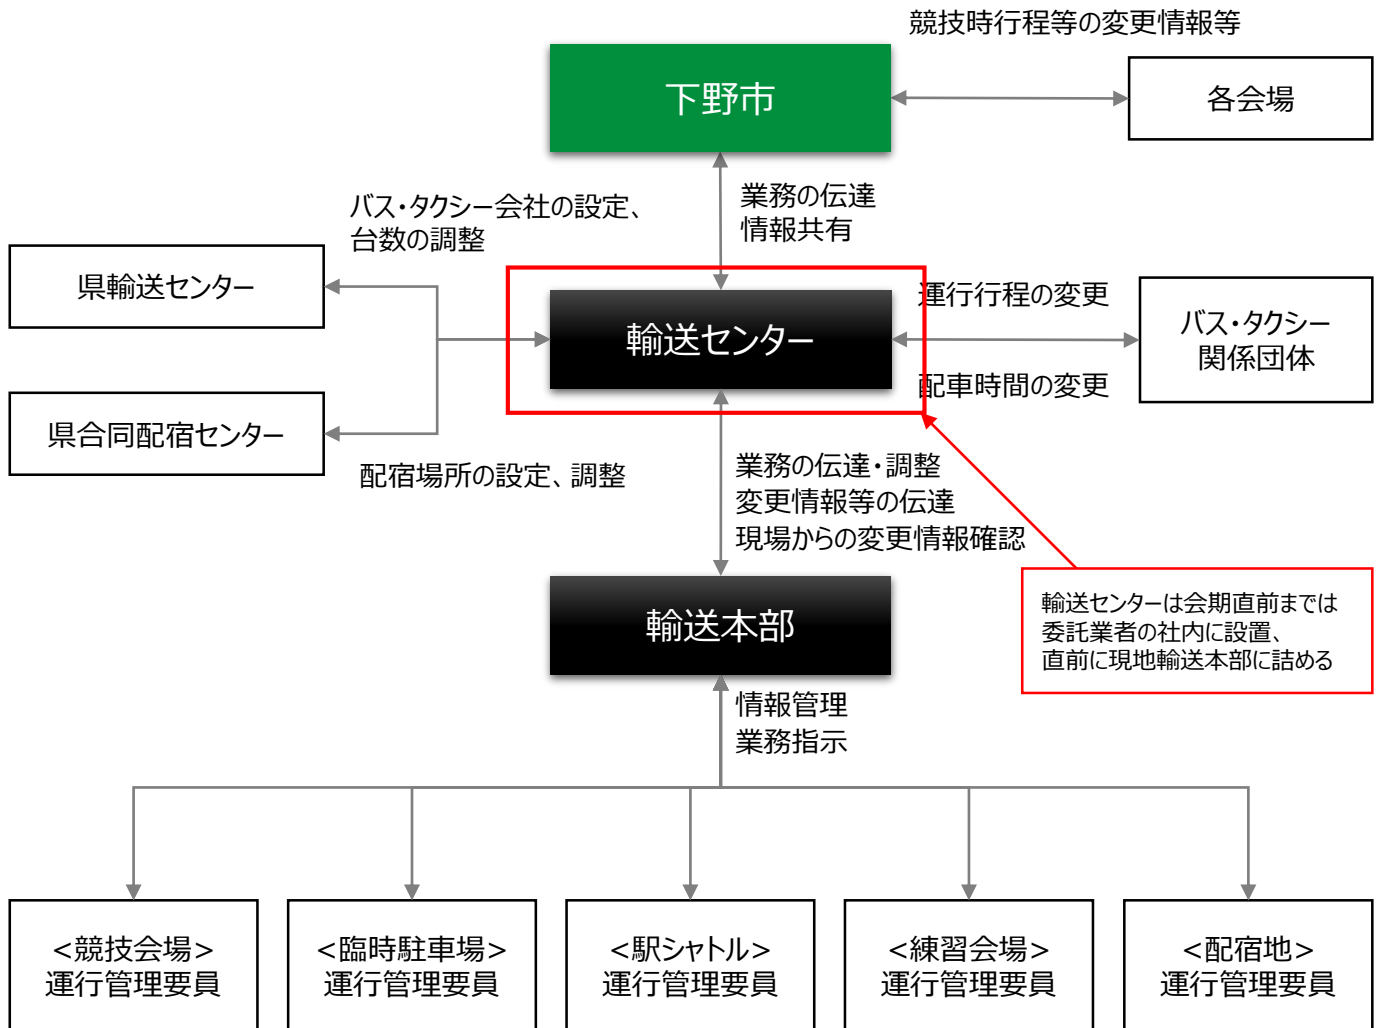 競技時行程等の変更情報等
下野市
各会場
業務の伝達
情報共有
バス・タクシー会社の設定、
台数の調整
県輸送センター
輸送センター
運行行程の変更
配車時間の変更
バス・タクシー
関係団体
県合同配宿センター
配宿場所の設定、調整
業務の伝達・調整
変更情報等の伝達
現場からの変更情報確認
輸送センターは会期直前までは
委託業者の社内に設置、
直前に現地輸送本部に詰める
輸送本部
情報管理
業務指示
<競技会場>
運行管理要員
<臨時駐車場>
運行管理要員
<駅シャトル>
運行管理要員
<練習会場>
運行管理要員
<配宿地>
運行管理要員